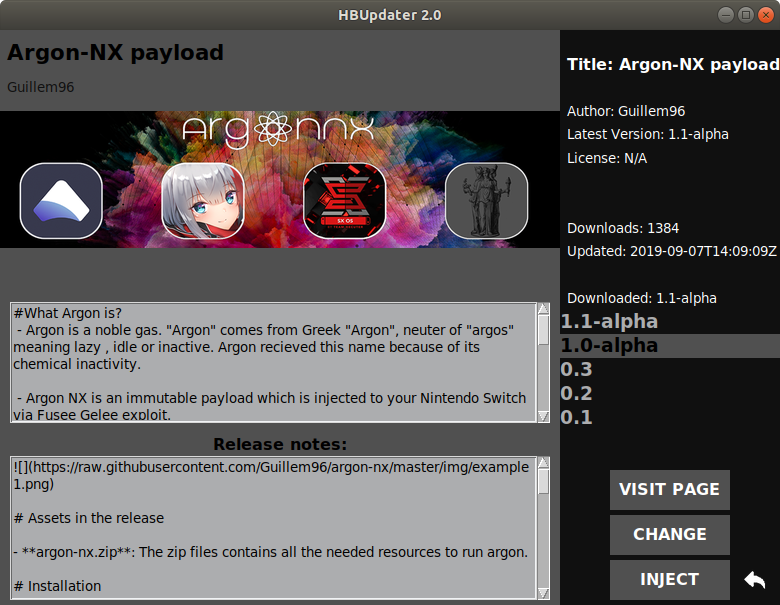 HBUpdater 2.0
Argon-NX payload
Guillem96
Argonnx
SX OS
#What Argon is?
- Argon is a noble gas. "Argon" comes from Greek "Argon", neuter of "argos"
meaning lazy , idle or inactive. Argon recieved this name because of its
chemical inactivity.
- Argon NX is an immutable payload which is injected to your Nintendo Switch
via Fusee Gelee exploit.
Release notes:
![](https://raw.githubusercontent.com/Guillem96/argon-nx/master/img/example
1.png)
# Assets in the release
- **argon-nx.zip**: The zip files contains all the needed resources to run argon.
# Installation
Title: Argon-NX payload
Author: Guillem96
Latest Version: 1.1-alpha
License: N/A
Downloads: 1384
Updated: 2019-09-07T14:09:09Z
Downloaded: 1.1-alpha
1.1-alpha
1.0-alpha
0.3
0.2
0.1
VISIT PAGE
CHANGE
INJECT